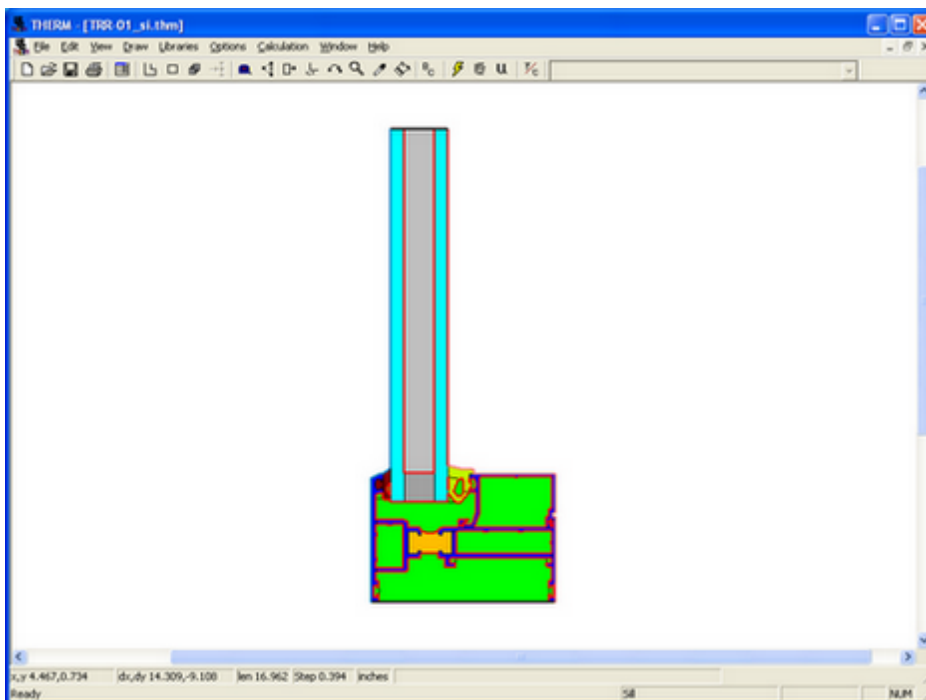 THERM - [TRR-01_si.thm]
File Edit View Draw Libraries Options Calculation Window Help
x,y 4.467,0.734 dx,dy 14.309,-9.108 len 16.962 Step 0.394 inches
Ready Sill NUM